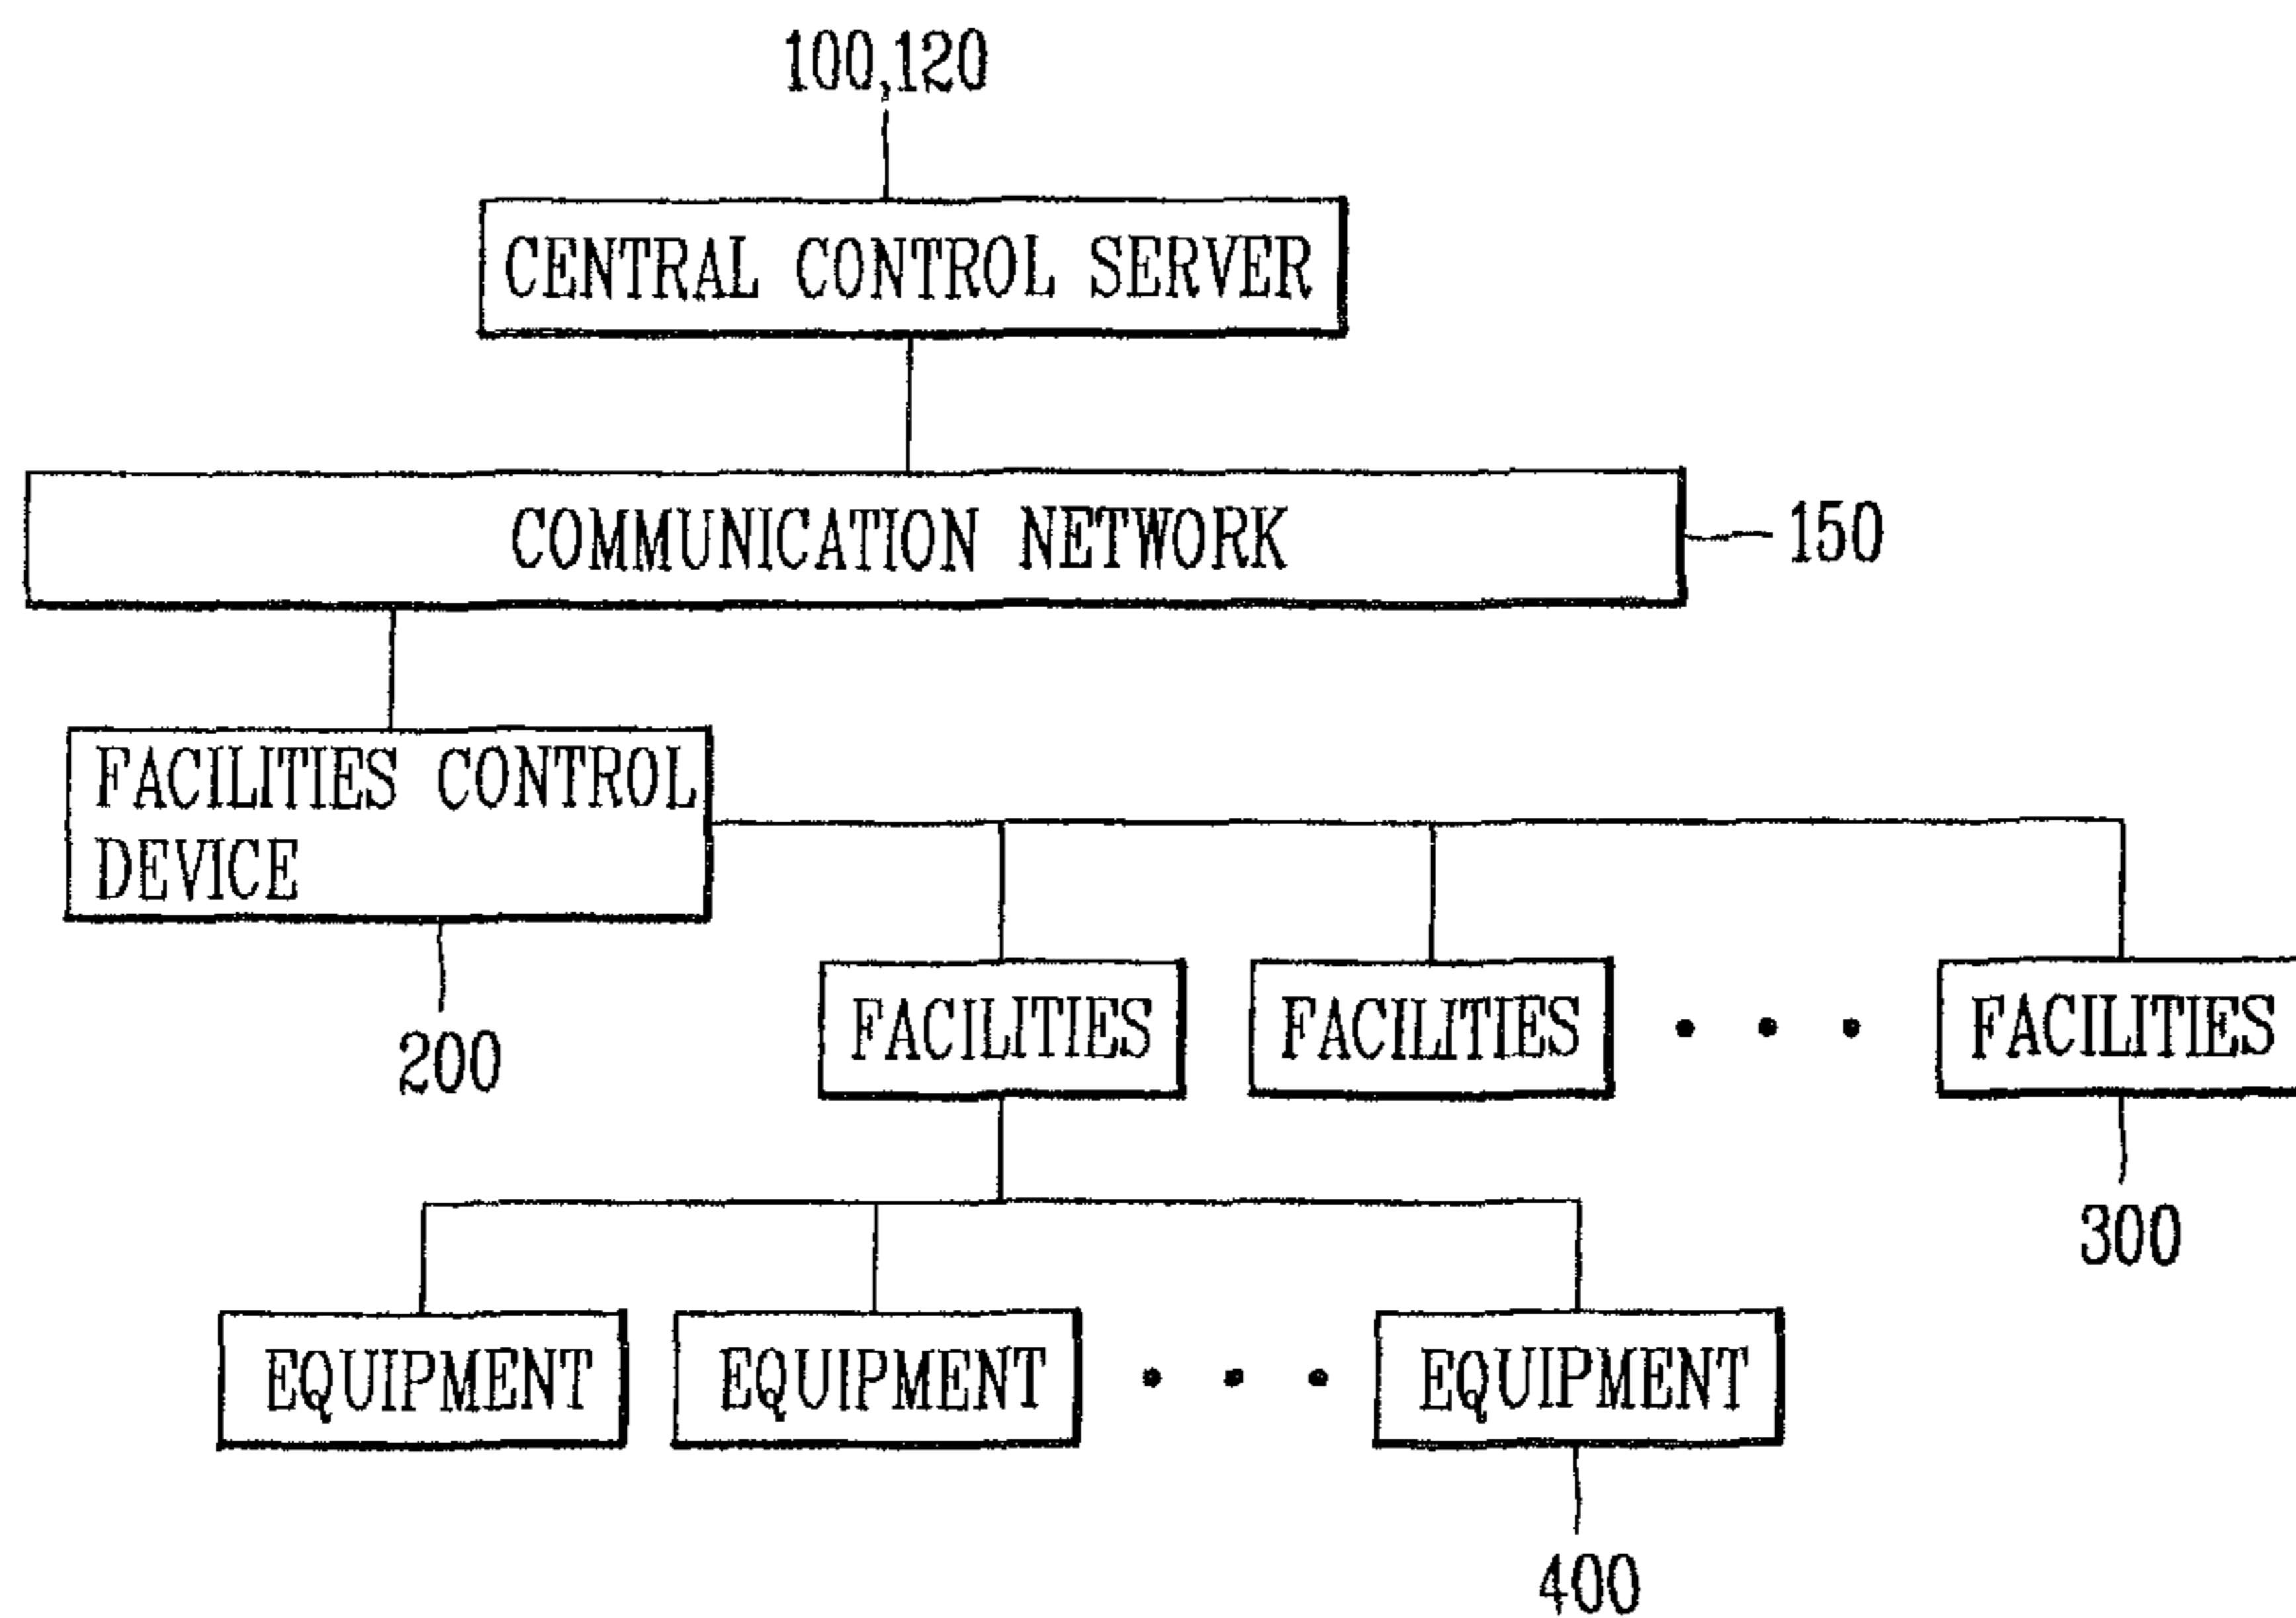 100,120
CENTRAL CONTROL SERVER
COMMUNICATION NETWORK
150
FACILITIES CONTROL
DEVICE
200
FACILITIES
FACILITIES
FACILITIES
300
EQUIPMENT
EQUIPMENT
EQUIPMENT
400